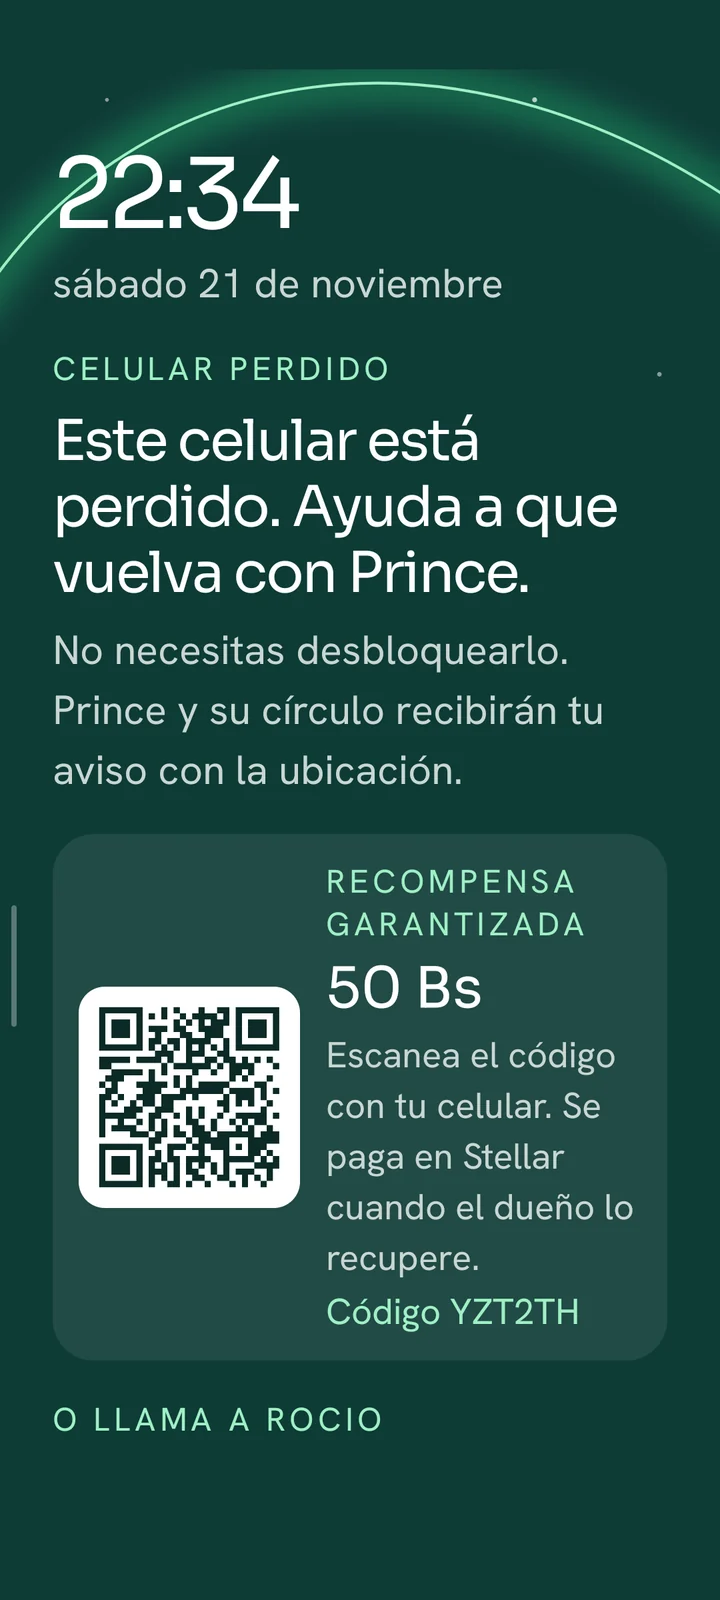 22:34
sábado 21 de noviembre
CELULAR PERDIDO
Este celular está
perdido. Ayuda a que
vuelva con Prince.
No necesitas desbloquearlo.
Prince y su círculo recibirán tu
aviso con la ubicación.
RECOMPENSA
GARANTIZADA
50 Bs
Escanea el código
con tu celular. Se
paga en Stellar
cuando el dueño lo
recupere.
Código YZT2TH
O LLAMA A ROCIO